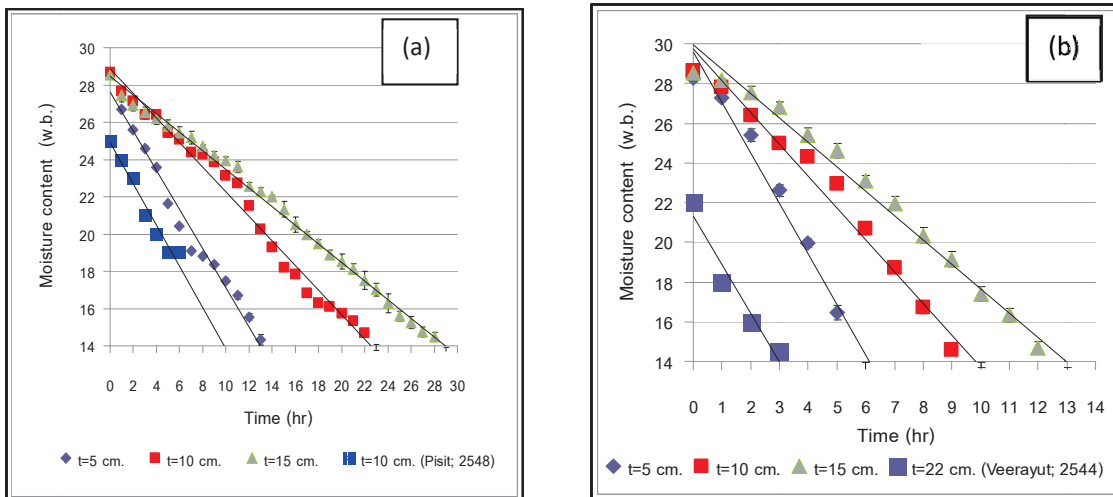 (a)
30
28
26
24
22
20
18
16
14
Moisture content (w.b.)
0 2 4 6 8 10 12 14 16 18 20 22 24 26 28 30
Time (hr)
t=5 cm. t=10 cm. t=15 cm. t=10 cm. (Pisit; 2548)
(b)
30
28
26
24
22
20
18
16
14
Moisture content (w.b.)
0 1 2 3 4 5 6 7 8 9 10 11 12 13 14
Time (hr)
t=5 cm. t=10 cm. t=15 cm. t=22 cm. (Veerayut; 2544)